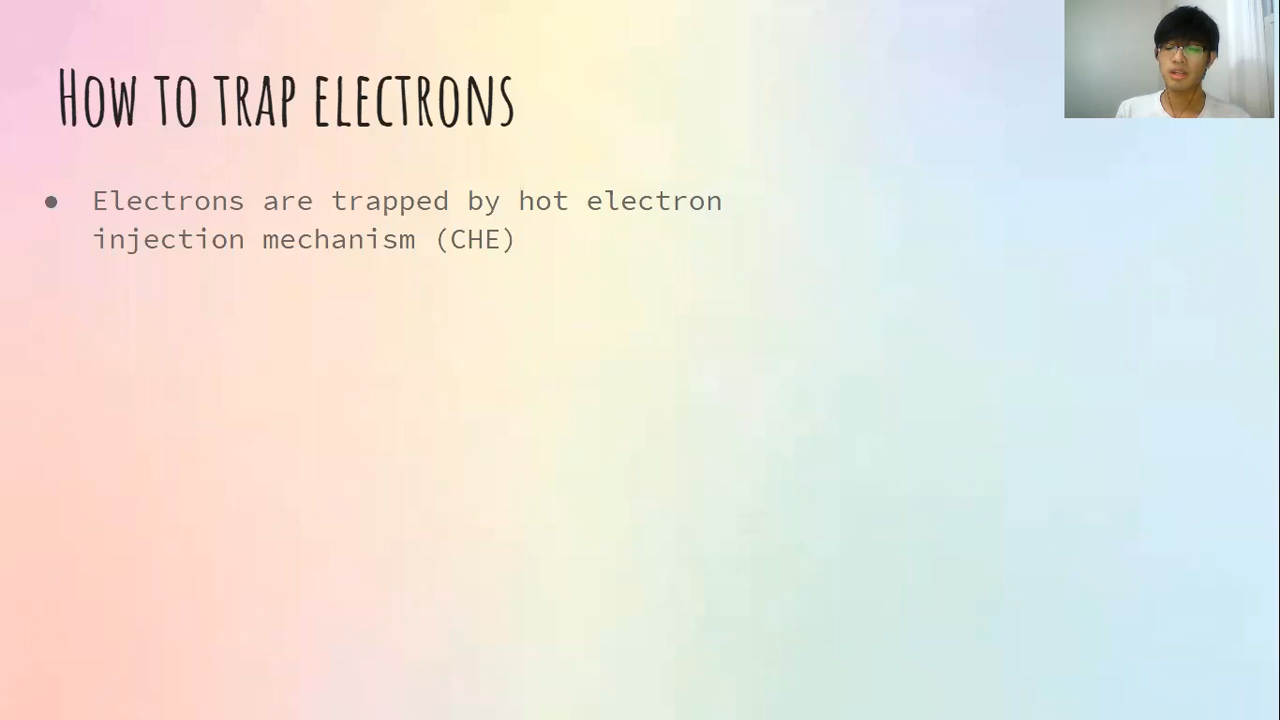 How to trap electrons
● Electrons are trapped by hot electron
injection mechanism (CHE)